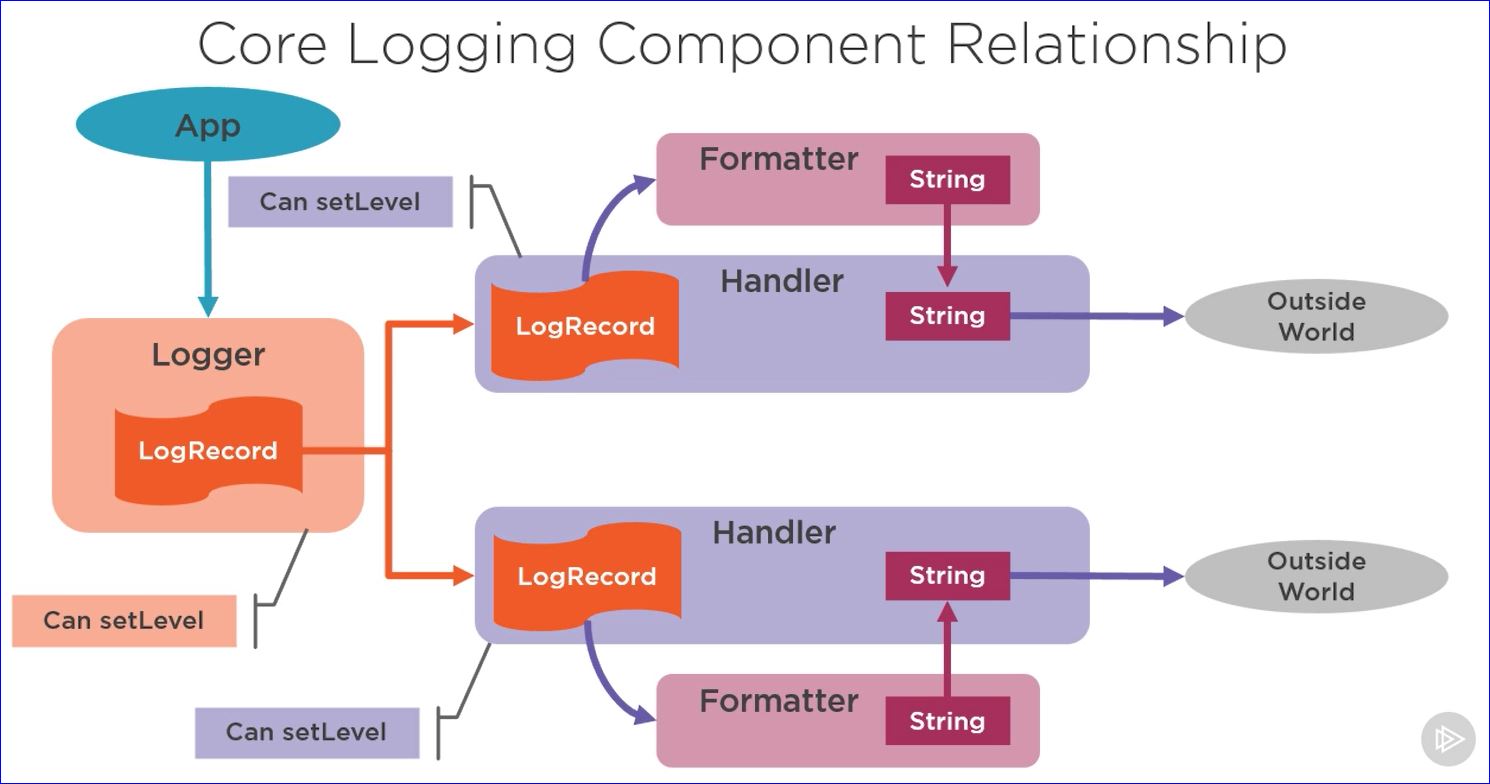 Core Logging Component Relationship
App
Can setLevel
Formatter
String
Handler
LogRecord
String
Outside
World
Logger
LogRecord
Can setLevel
Handler
LogRecord
String
Outside
World
Can setLevel
Formatter
String